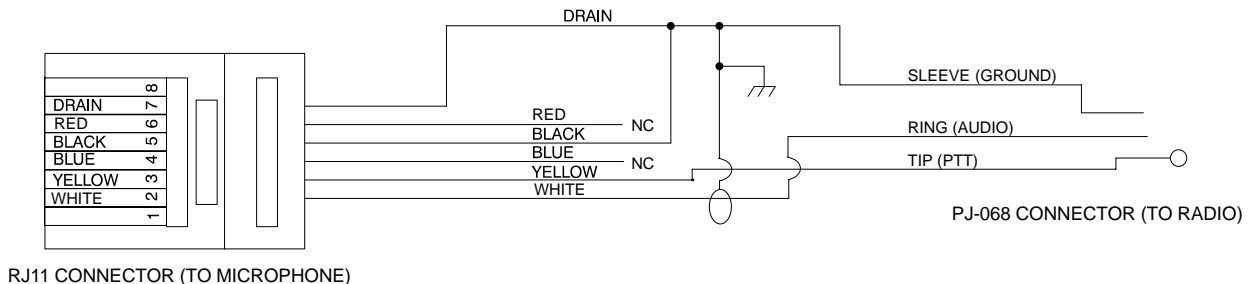 DRAIN
SLEEVE (GROUND)
8
DRAIN 7
RED 6
BLACK 5
BLUE 4
YELLOW 3
WHITE 2
1
RED NC
BLACK
BLUE NC
YELLOW
WHITE
RING (AUDIO)
TIP (PTT)
PJ-068 CONNECTOR (TO RADIO)
RJ11 CONNECTOR (TO MICROPHONE)